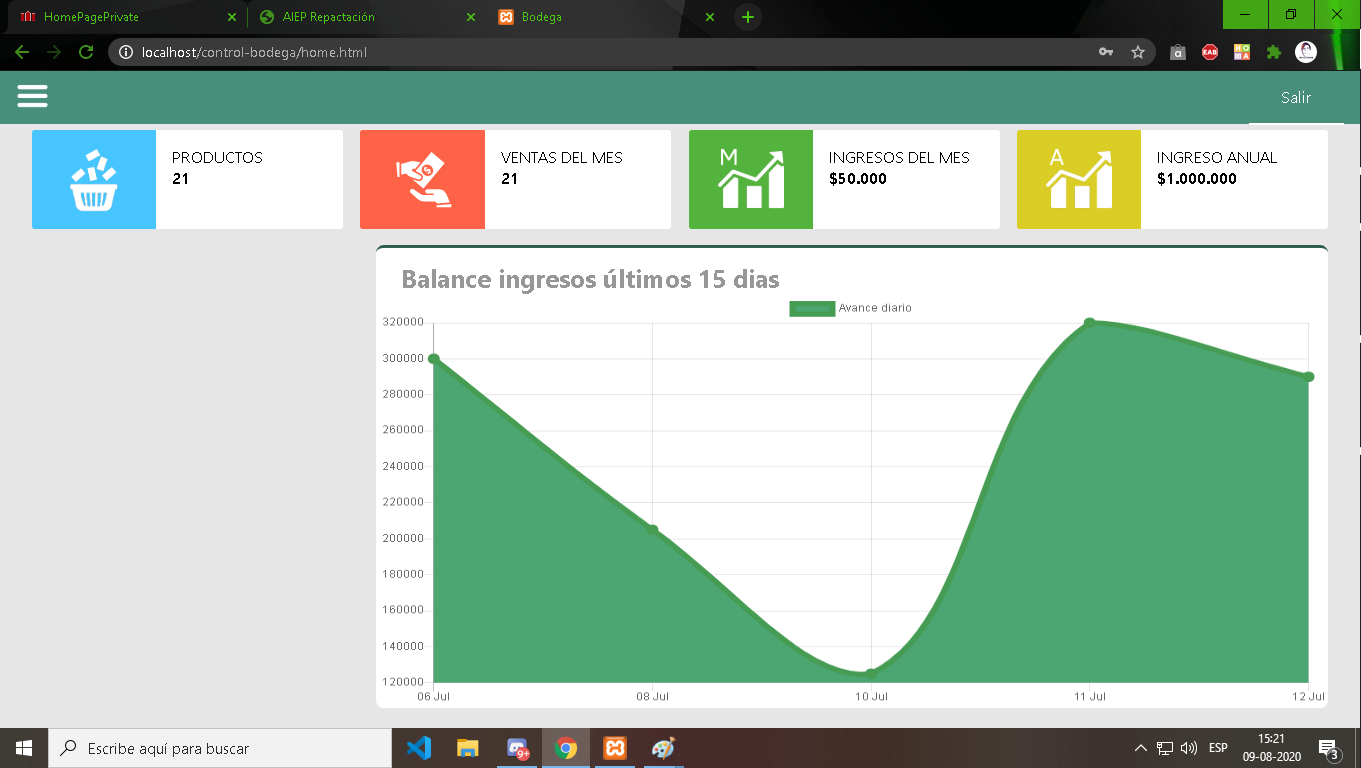 HomePagePrivate
AIEP Repactación
Bodega
localhost/control-bodega/home.html
EAB
HO
MA
Salir
PRODUCTOS
21
VENTAS DEL MES
21
M
INGRESOS DEL MES
$50.000
A
INGRESO ANUAL
$1.000.000
Balance ingresos últimos 15 dias
Avance diario
320000
300000
280000
260000
240000
220000
200000
180000
160000
140000
120000
06 Jul
08 Jul
10 Jul
11 Jul
12 Jul
Escribe aquí para buscar
9+
ESP
15:21
09-08-2020
3